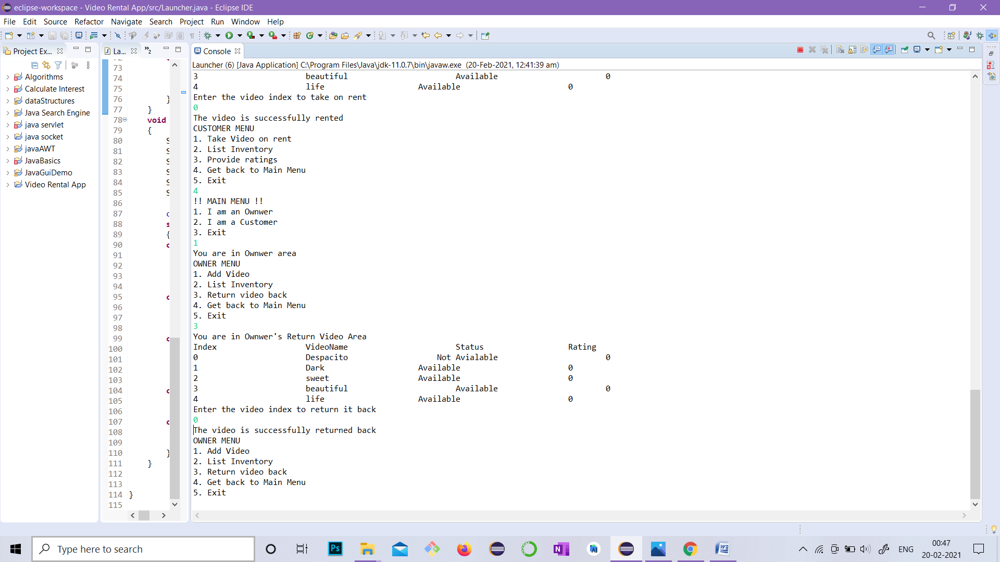 eclipse-workspace - Video Rental App/src/Launcher.java - Eclipse IDE
File Edit Source Refactor Navigate Search Project Run Window Help
Project Ex...
Algorithms
Calculate Interest
dataStructures
Java Search Engine
java servlet
java socket
javaAWT
JavaBasics
JavaGuiDemo
Video Rental App
La...
»2
73
74
75
76 }
77 }
78 void
79 {
80 S
81 S
82 S
83 S
84 S
85 S
86
87 c
88 s
89 {
90 c
91
92
93
94
95 c
96
97
98
99 c
100
101
102
103
104 c
105
106
107 c
108
109
110 }
111 }
112
113
114 }
115
Console
Launcher (6) [Java Application] C:\Program Files\Java\jdk-11.0.7\bin\javaw.exe (20-Feb-2021, 12:41:39 am)
3 beautiful Available 0
4 life Available 0
Enter the video index to take on rent
0
The video is successfully rented
CUSTOMER MENU
1. Take Video on rent
2. List Inventory
3. Provide ratings
4. Get back to Main Menu
5. Exit
4
!! MAIN MENU !!
1. I am an Ownwer
2. I am a Customer
3. Exit
1
You are in Ownwer area
OWNER MENU
1. Add Video
2. List Inventory
3. Return video back
4. Get back to Main Menu
5. Exit
3
You are in Ownwer's Return Video Area
Index VideoName Status Rating
0 Despacito Not Avialable 0
1 Dark Available 0
2 sweet Available 0
3 beautiful Available 0
4 life Available 0
Enter the video index to return it back
0
The video is successfully returned back
OWNER MENU
1. Add Video
2. List Inventory
3. Return video back
4. Get back to Main Menu
5. Exit
Type here to search
Ps
N
ENG
00:47
20-02-2021